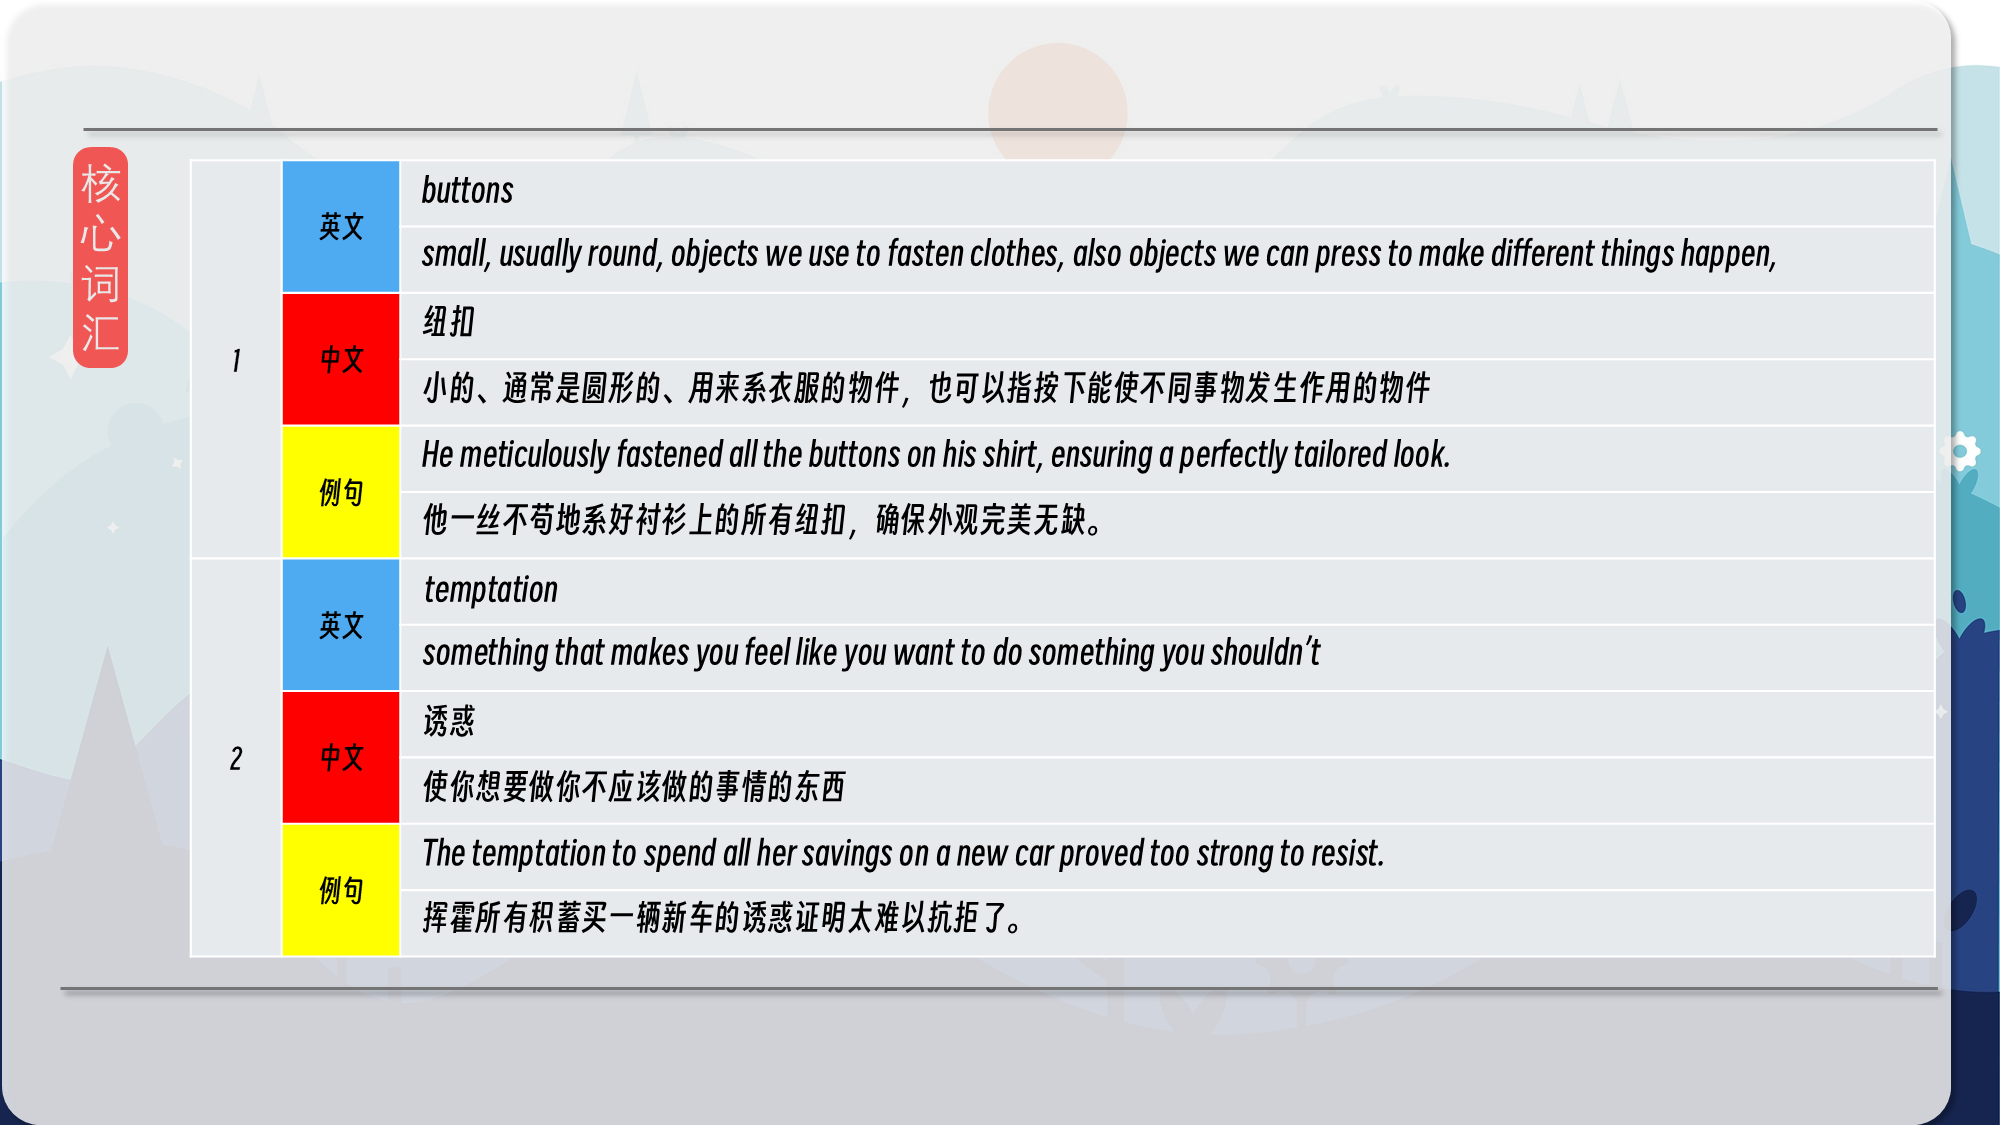 核心词汇
1
英文
buttons
small, usually round, objects we use to fasten clothes, also objects we can press to make different things happen,
中文
纽扣
小的、通常是圆形的、用来系衣服的物件，也可以指按下能使不同事物发生作用的物件
例句
He meticulously fastened all the buttons on his shirt, ensuring a perfectly tailored look.
他一丝不苟地系好衬衫上的所有纽扣，确保外观完美无缺。
2
英文
temptation
something that makes you feel like you want to do something you shouldn’t
中文
诱惑
使你想要做你不应该做的事情的东西
例句
The temptation to spend all her savings on a new car proved too strong to resist.
挥霍所有积蓄买一辆新车的诱惑证明太难以抗拒了。